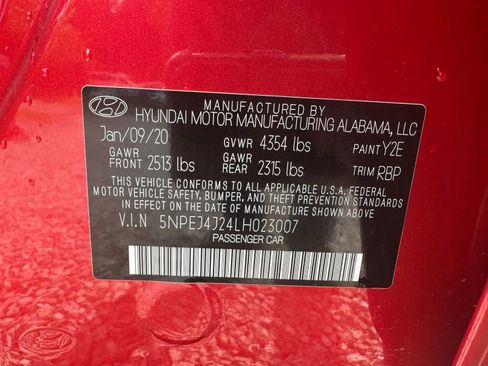 MANUFACTURED BY
HYUNDAI MOTOR MANUFACTURING ALABAMA, LLC
Jan/09/20 GVWR 4354 lbs PAINT Y2E
GAWR FRONT 2513 lbs GAWR REAR 2315 lbs TRIM RBP
THIS VEHICLE CONFORMS TO ALL APPLICABLE U.S.A. FEDERAL
MOTOR VEHICLE SAFETY, BUMPER, AND THEFT PREVENTION STANDARDS
IN EFFECT ON THE DATE OF MANUFACTURE SHOWN ABOVE.
V.I.N 5NPEJ4J24LH023007
PASSENGER CAR